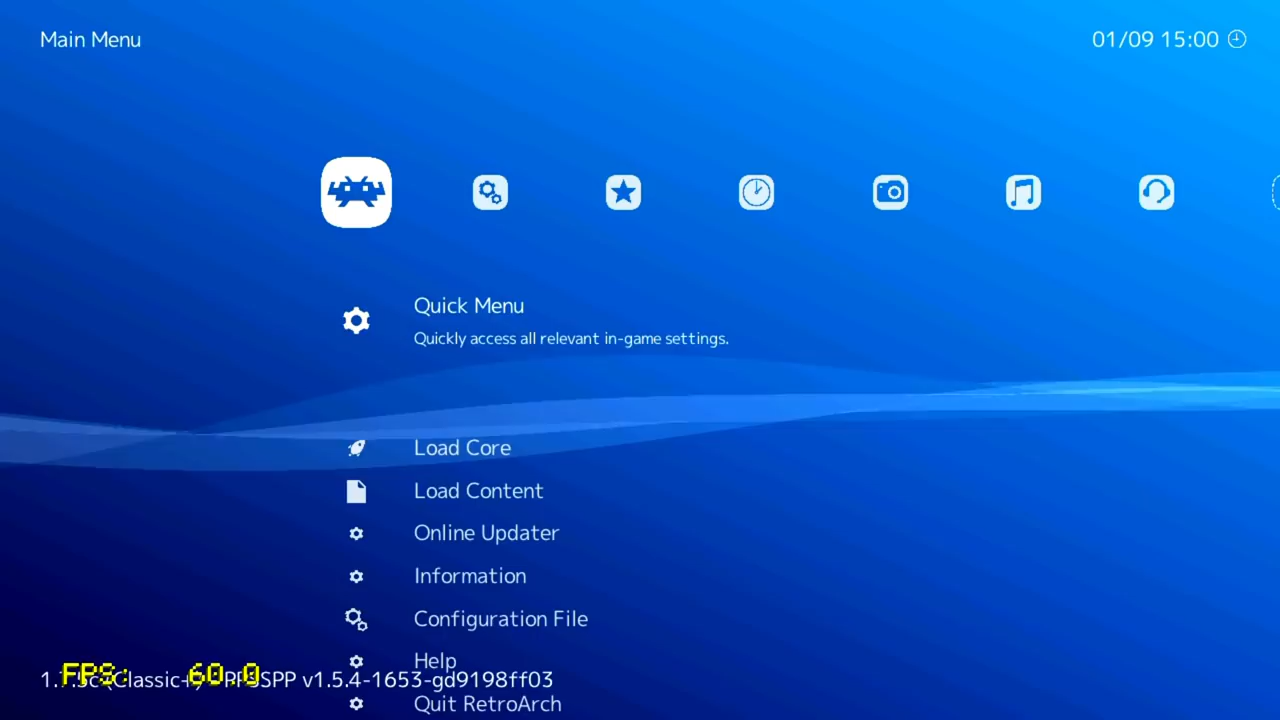 Main Menu
01/09 15:00
Quick Menu
Quickly access all relevant in-game settings.
Load Core
Load Content
Online Updater
Information
Configuration File
Help
FPS: 60.0
v1.5.4-1653-gd9198ff03
Quit RetroArch